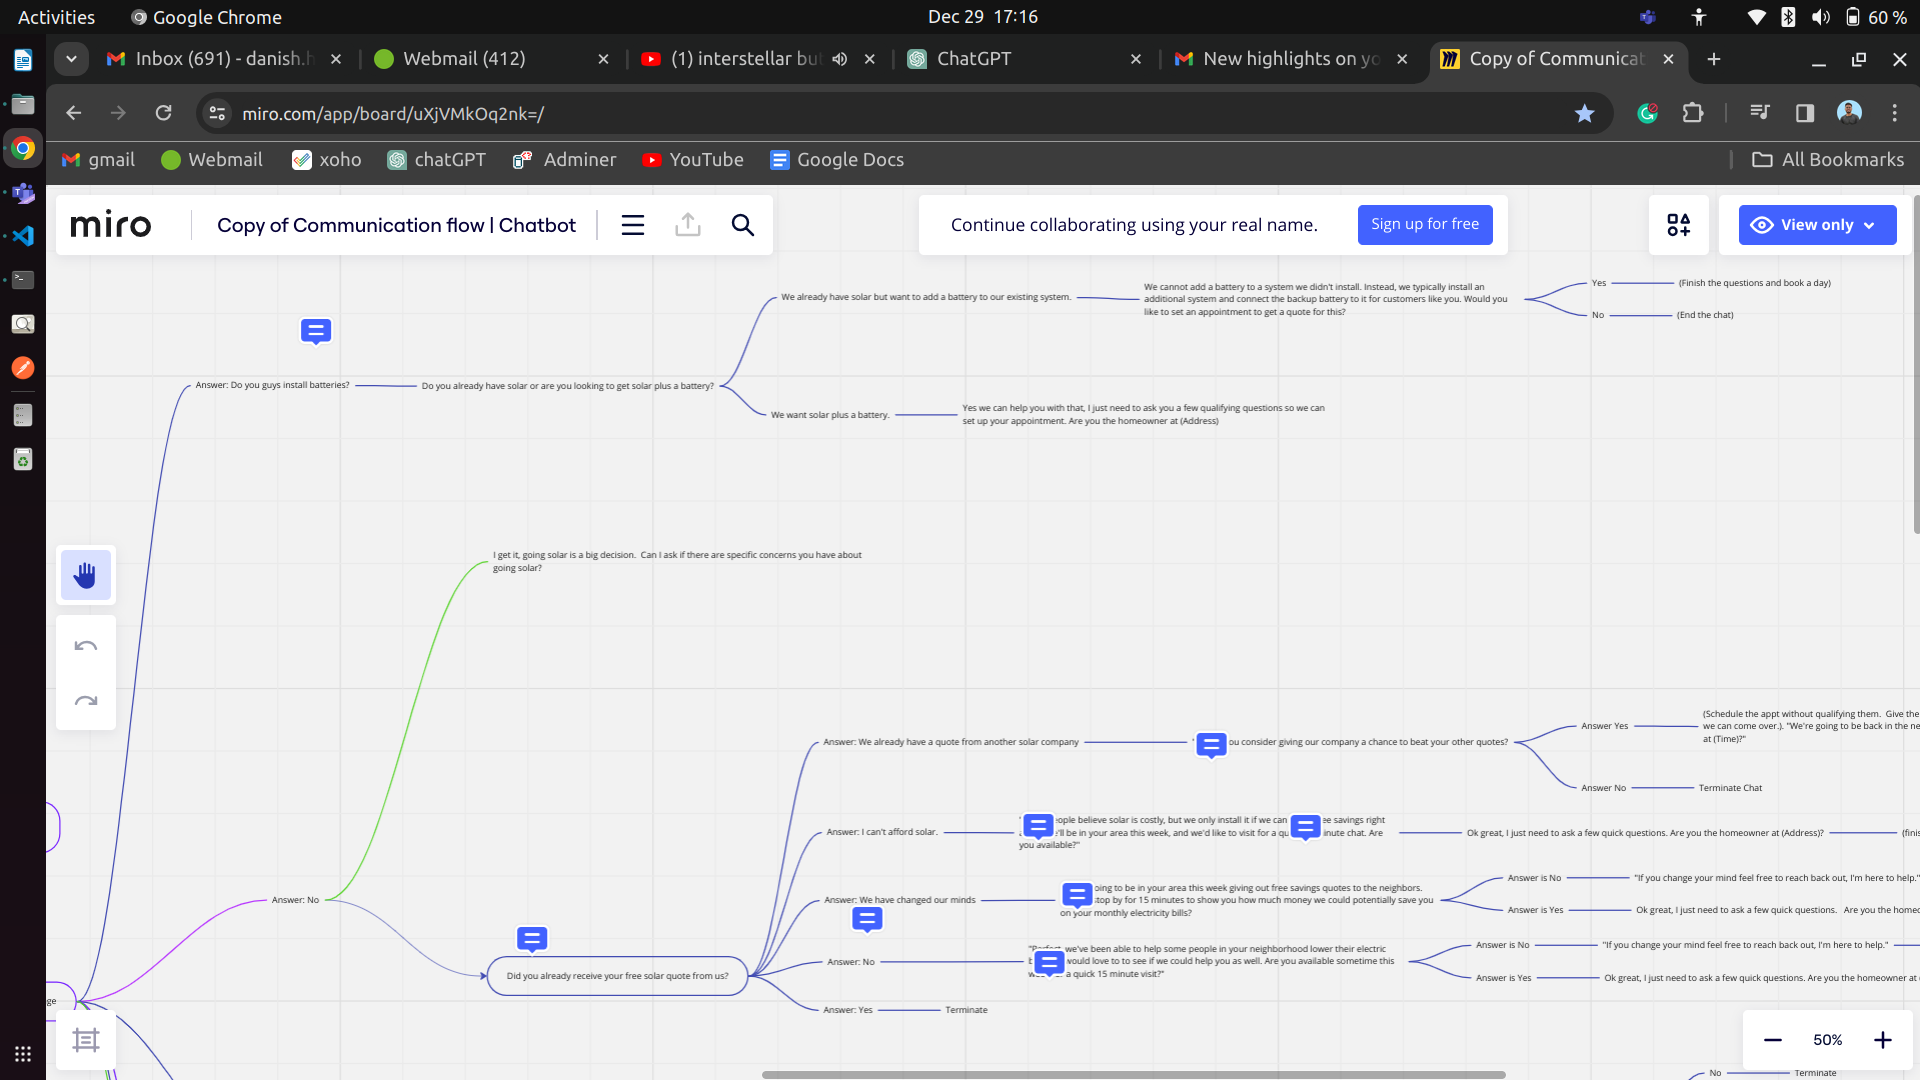 Activities
Google Chrome
Dec 29 17:16
60 %
Inbox (691) - danish.h
Webmail (412)
(1) interstellar bu
ChatGPT
New highlights on yo
Copy of Communicat
miro.com/app/board/uXjVMkOq2nk=/
gmail
Webmail
xoho
chatGPT
Adminer
YouTube
Google Docs
All Bookmarks
miro
Copy of Communication flow | Chatbot
Continue collaborating using your real name.
Sign up for free
View only
We already have solar but want to add a battery to our existing system.
We cannot add a battery to a system we didn't install. Instead, we typically install an
additional system and connect the backup battery to it for customers like you. Would you
like to set an appointment to get a quote for this?
Yes
(Finish the questions and book a day)
No
(End the chat)
Answer: Do you guys install batteries?
Do you already have solar or are you looking to get solar plus a battery?
We want solar plus a battery.
Yes we can help you with that, I just need to ask you a few qualifying questions so we can
set up your appointment. Are you the homeowner at (Address)
I get it, going solar is a big decision. Can I ask if there are specific concerns you have about
going solar?
Answer: We already have a quote from another solar company
ou consider giving our company a chance to beat your other quotes?
Answer Yes
(Schedule the appt without qualifying them. Give the
we can come over.). "We're going to be back in the ne
at (Time)?"
Answer No
Terminate Chat
Answer: I can't afford solar.
ople believe solar is costly, but we only install it if we can
ee savings right
'll be in your area this week, and we'd like to visit for a qu
inute chat. Are
you available?"
Ok great, I just need to ask a few quick questions. Are you the homeowner at (Address)?
(finis
Answer: We have changed our minds
oing to be in your area this week giving out free savings quotes to the neighbors.
top by for 15 minutes to show you how much money we could potentially save you
on your monthly electricity bills?
Answer is No
"If you change your mind feel free to reach back out, I'm here to help."
Answer is Yes
Ok great, I just need to ask a few quick questions. Are you the homeo
Answer: No
Did you already receive your free solar quote from us?
Answer: No
we've been able to help some people in your neighborhood lower their electric
would love to to see if we could help you as well. Are you available sometime this
a quick 15 minute visit?"
Answer is No
"If you change your mind feel free to reach back out, I'm here to help."
Answer is Yes
Ok great, I just need to ask a few quick questions. Are you the homeowner at
Answer: Yes
Terminate
ge
50%
No
Terminate